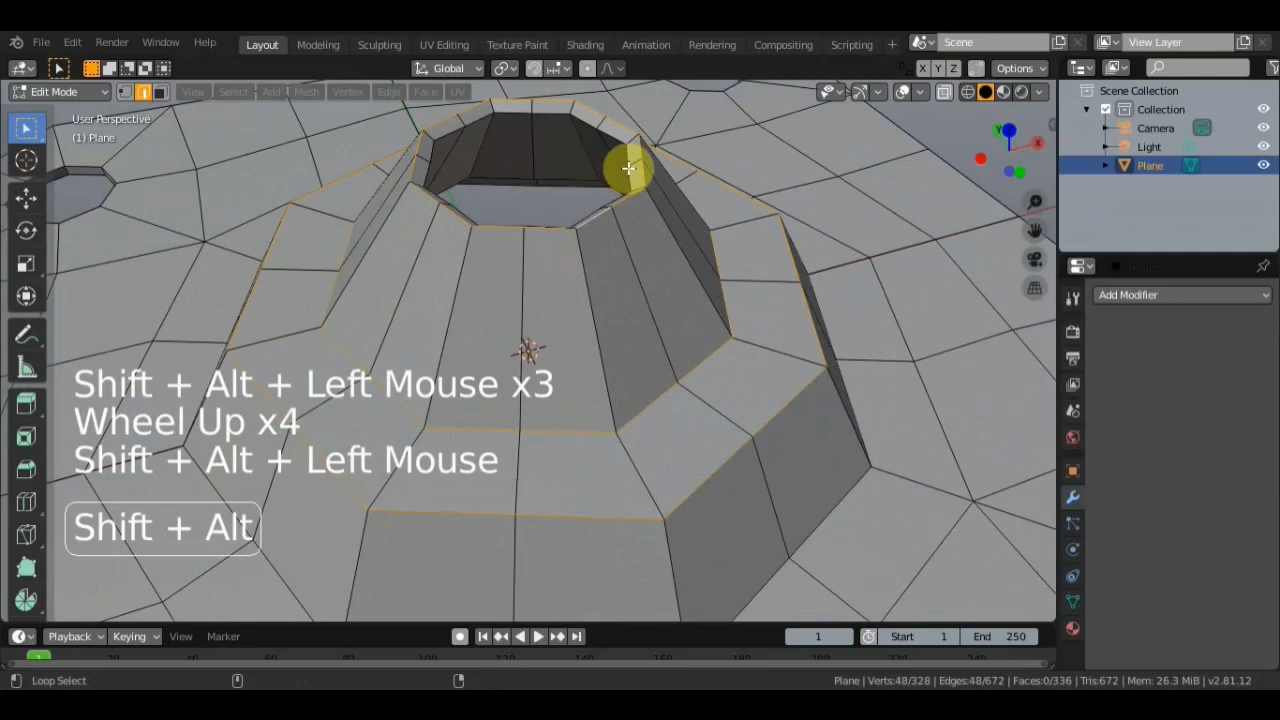 File Edit Render Window Help Layout Modeling Sculpting UV Editing Texture Paint Shading Animation Rendering Compositing Scripting + Scene View Layer
Global X Y Z Options
Edit Mode View Select Add Mesh Vertex Edge Face UV
User Perspective
(1) Plane
Y Z X
Scene Collection
Collection
Camera
Light
Plane
Add Modifier
Shift + Alt + Left Mouse x3
Wheel Up x4
Shift + Alt + Left Mouse
Shift + Alt
Playback Keying View Marker 1 Start 1 End 250
1
Loop Select Plane | Verts:48/328 | Edges:48/672 | Faces:0/336 | Tris:672 | Mem: 26.3 MiB | v2.81.12